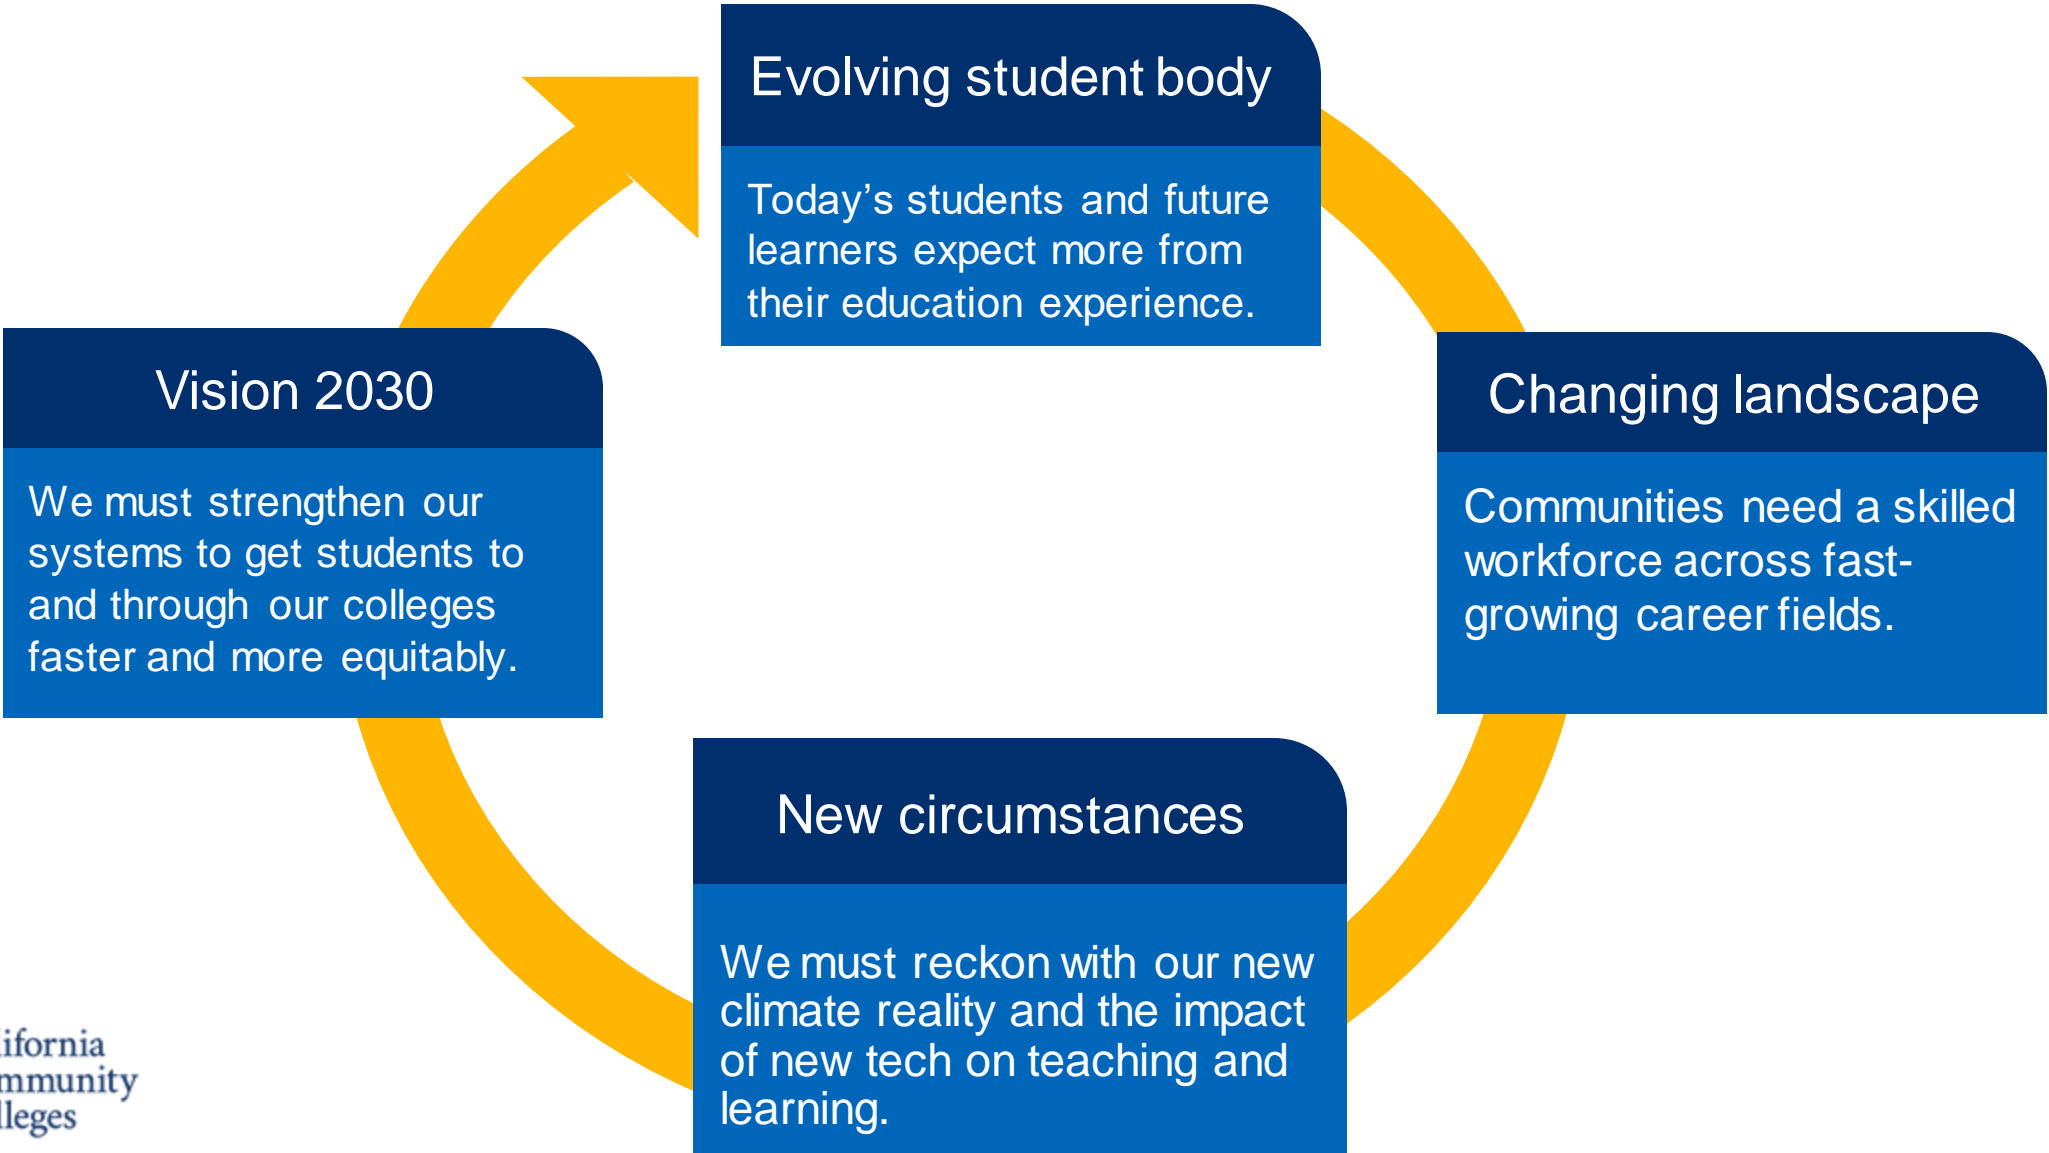 Evolving student body
Today’s students and future
learners expect more from
their education experience.
Changing landscape
Communities need a skilled
workforce across fast-
growing career fields.
New circumstances
We must reckon with our new
climate reality and the impact
of new tech on teaching and
learning.
Vision 2030
We must strengthen our
systems to get students to
and through our colleges
faster and more equitably.
lifornia
mmunity
lleges